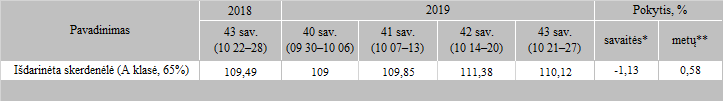 Pavadinimas
2018
2019
Pokytis, %
43 sav.
(10 22–28)
40 sav.
(09 30–10 06)
41 sav.
(10 07–13)
42 sav.
(10 14–20)
43 sav.
(10 21–27)
savaitės*
metų**
Išdarinėta skerdenėlė (A klasė, 65%)
109,49
109
109,85
111,38
110,12
-1,13
0,58